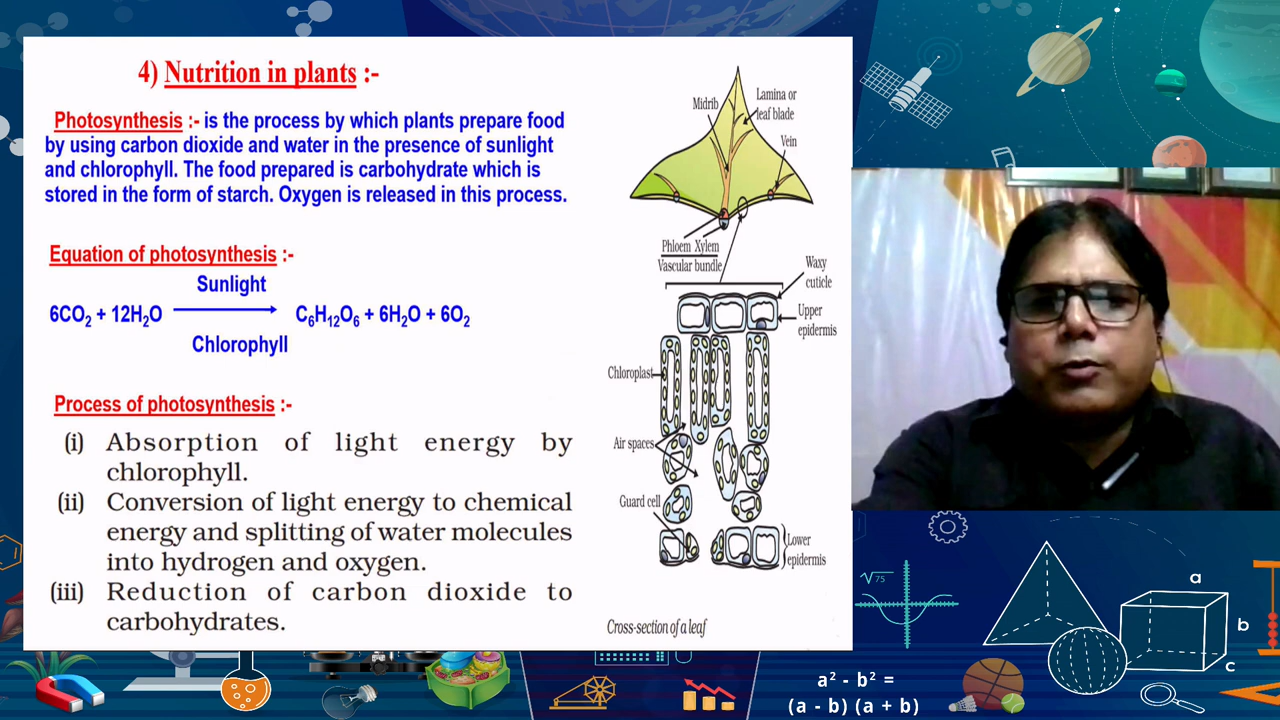 4) Nutrition in plants :-
Photosynthesis :- is the process by which plants prepare food
by using carbon dioxide and water in the presence of sunlight
and chlorophyll. The food prepared is carbohydrate which is
stored in the form of starch. Oxygen is released in this process.
Equation of photosynthesis :-
Sunlight
6CO₂ + 12H₂O → C₆H₁₂O₆ + 6H₂O + 6O₂
Chlorophyll
Process of photosynthesis :-
(i) Absorption of light energy by
chlorophyll.
(ii) Conversion of light energy to chemical
energy and splitting of water molecules
into hydrogen and oxygen.
(iii) Reduction of carbon dioxide to
carbohydrates.
Midrib
Lamina or
leaf blade
Vein
Phloem Xylem
Vascular bundle
Waxy
cuticle
Upper
epidermis
Chloroplast
Air spaces
Guard cell
Lower
epidermis
Cross-section of a leaf
√75
a
b
c
a² - b² =
(a - b) (a + b)